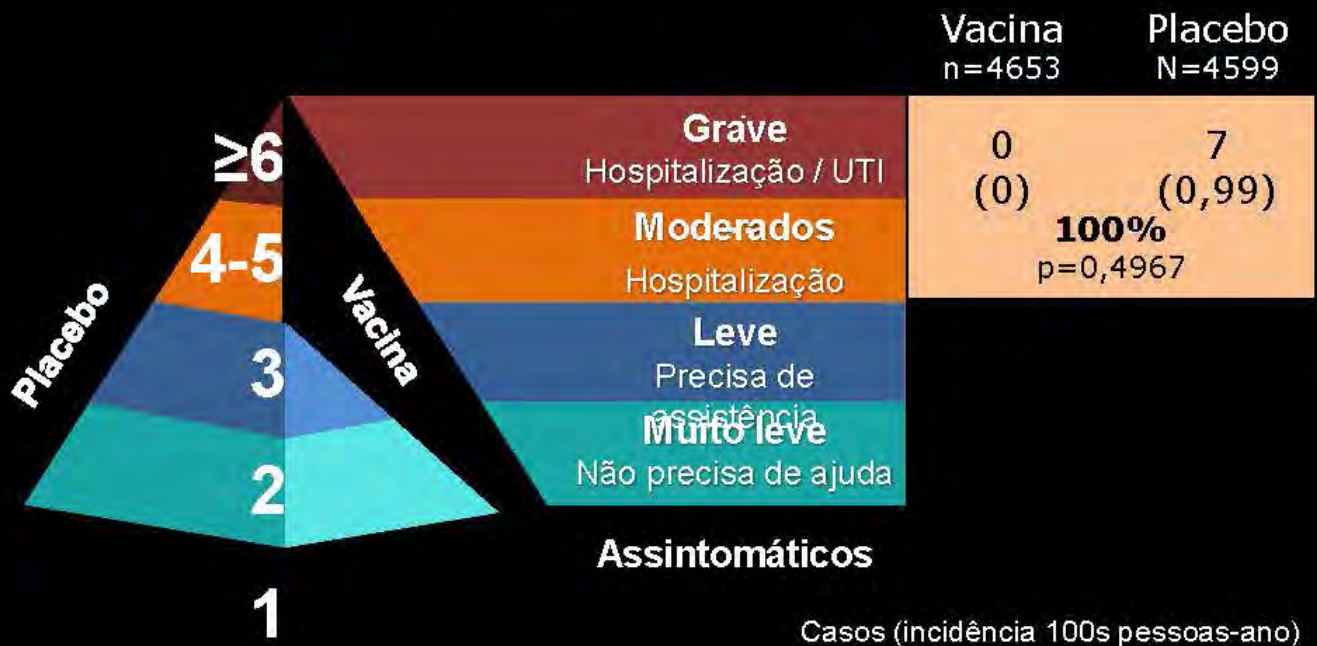 Vacina Placebo
n=4653 N=4599
≥6
Grave
Hospitalização / UTI
0 7
(0) (0,99)
100%
p=0,4967
4-5
Moderados
Hospitalização
Placebo
Vacina
3
Leve
Precisa de
assistência
2
Muito leve
Não precisa de ajuda
Assintomáticos
1
Casos (incidência 100s pessoas-ano)